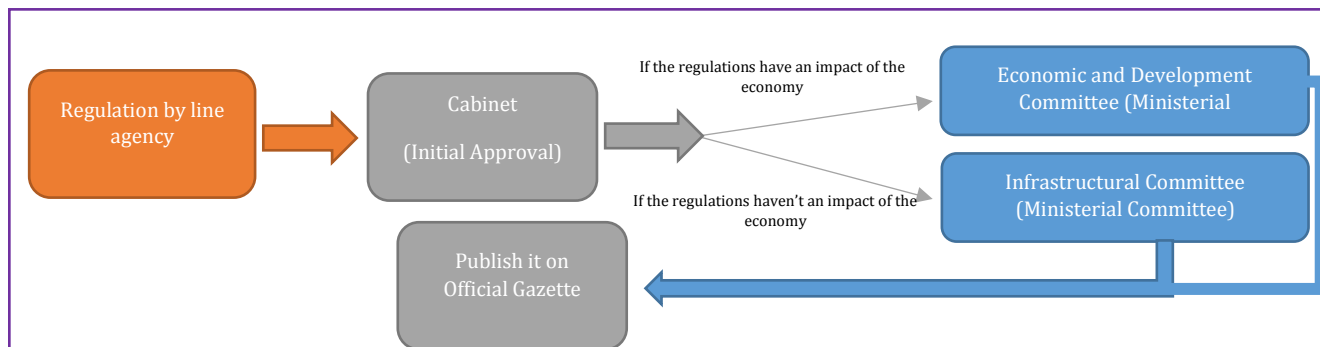 Regulation by line
agency
Cabinet
(Initial Approval)
If the regulations have an impact of the
economy
Economic and Development
Committee (Ministerial
If the regulations haven't an impact of the
economy
Infrastructural Committee
(Ministerial Committee)
Publish it on
Official Gazette